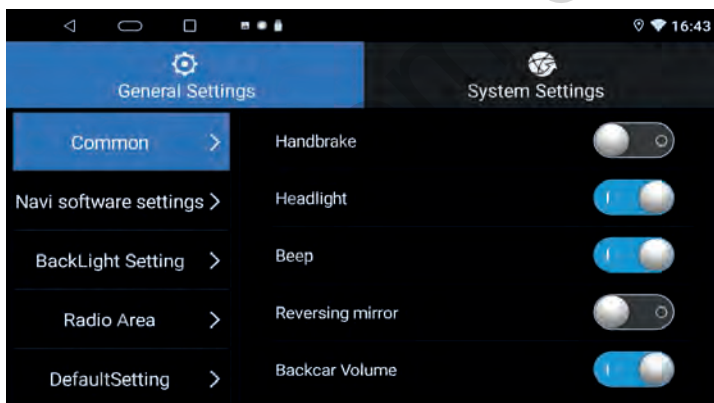 16:43
General Settings
System Settings
Common
Handbrake
Navi software settings
Headlight
BackLight Setting
Beep
Radio Area
Reversing mirror
DefaultSetting
Backcar Volume